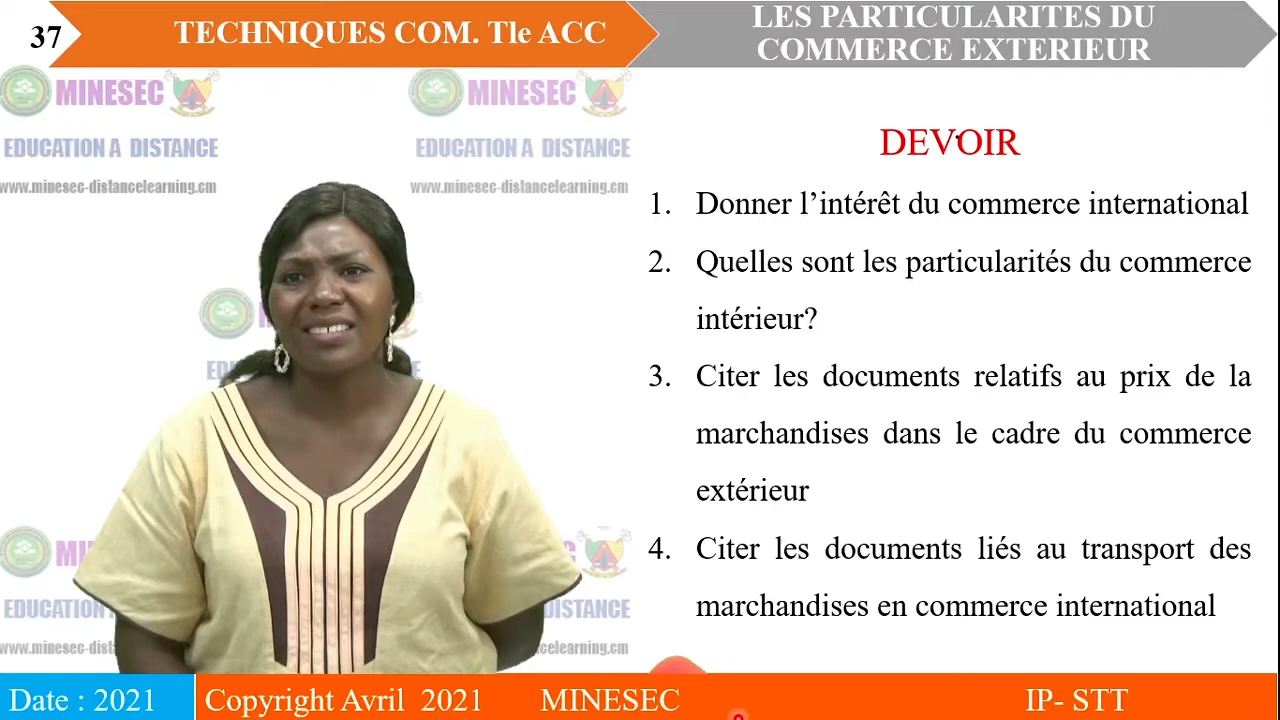 37
TECHNIQUES COM. Tle ACC
LES PARTICULARITES DU
COMMERCE EXTERIEUR
MINESEC
MINESEC
EDUCATION A DISTANCE
EDUCATION A DISTANCE
www.minesec-distancelearning.cm
www.minesec-distancelearning.cm
DEVOIR
1. Donner l’intérêt du commerce international
2. Quelles sont les particularités du commerce
intérieur?
3. Citer les documents relatifs au prix de la
marchandises dans le cadre du commerce
extérieur
4. Citer les documents liés au transport des
marchandises en commerce international
EDUCATION
DISTANCE
Date : 2021
Copyright Avril 2021
MINESEC
IP- STT